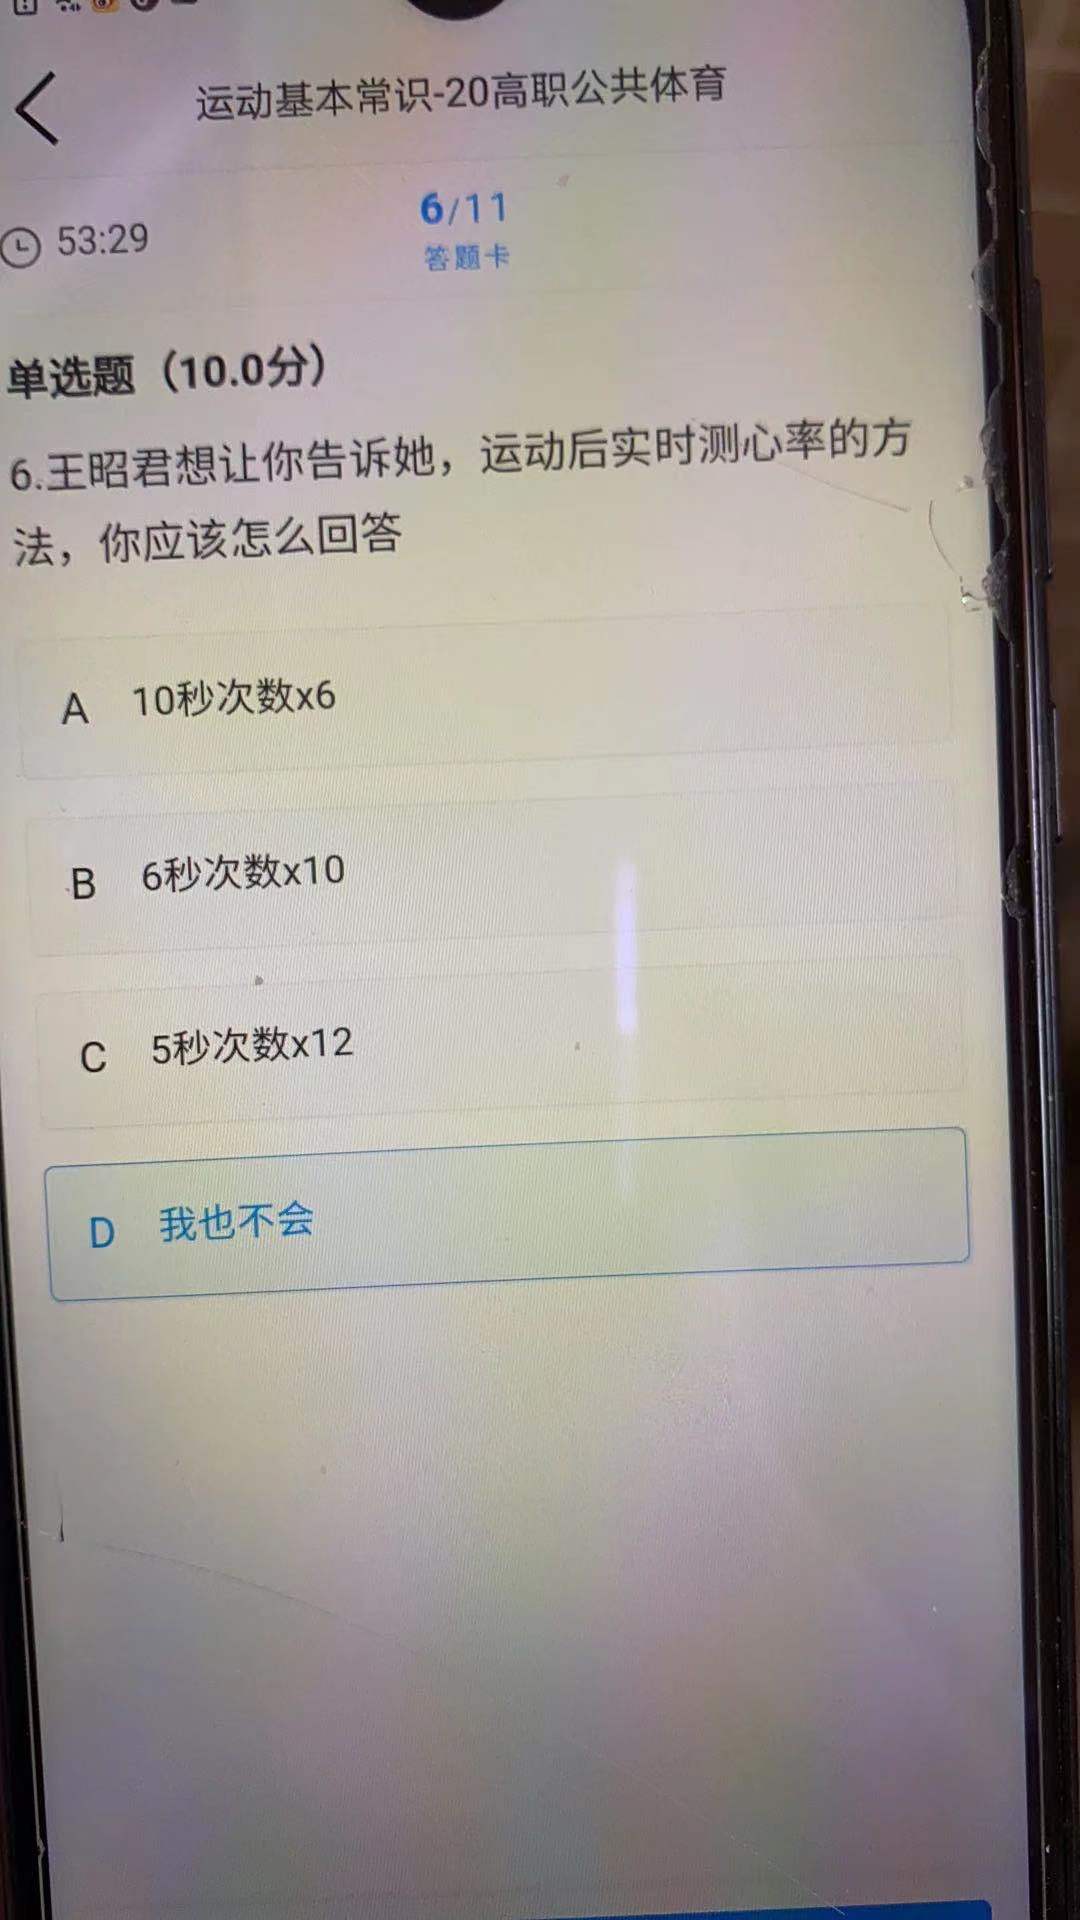 运动基本常识-20高职公共体育
53:29
6/11
答题卡
单选题（10.0分）
6.王昭君想让你告诉她，运动后实时测心率的方
法，你应该怎么回答
A 10秒次数x6
B 6秒次数x10
C 5秒次数x12
D 我也不会